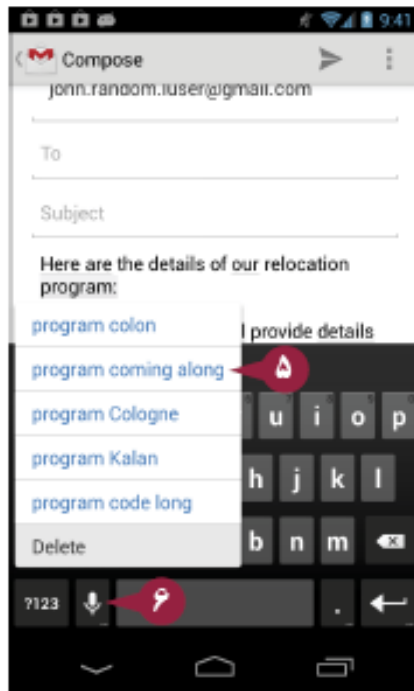 9:41
Compose
john.random.luser@gmail.com
To
Subject
Here are the details of our relocation
program:
program colon
l provide details
program coming along
۵
program Cologne
u i o p
program Kalan
h j k l
program code long
Delete
b n m
?123
۶
.